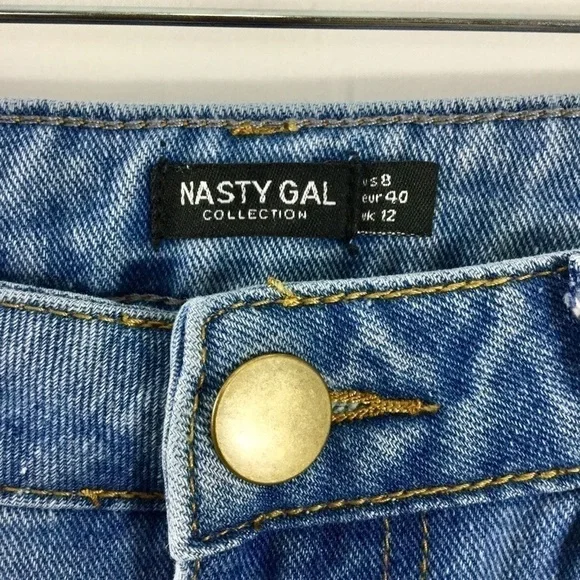 NASTY GAL
COLLECTION
us 8
eur 40
uk 12